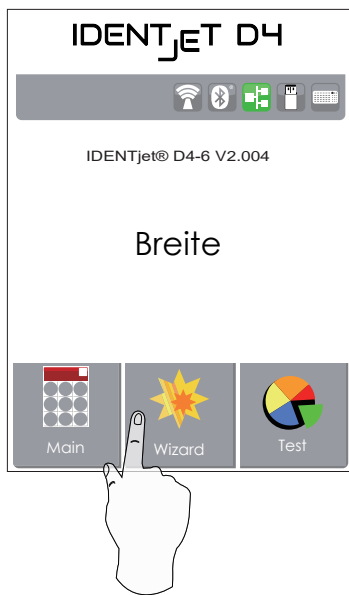 IDENTjET D4
IDENTjet® D4-6 V2.004
Breite
Main
Wizard
Test